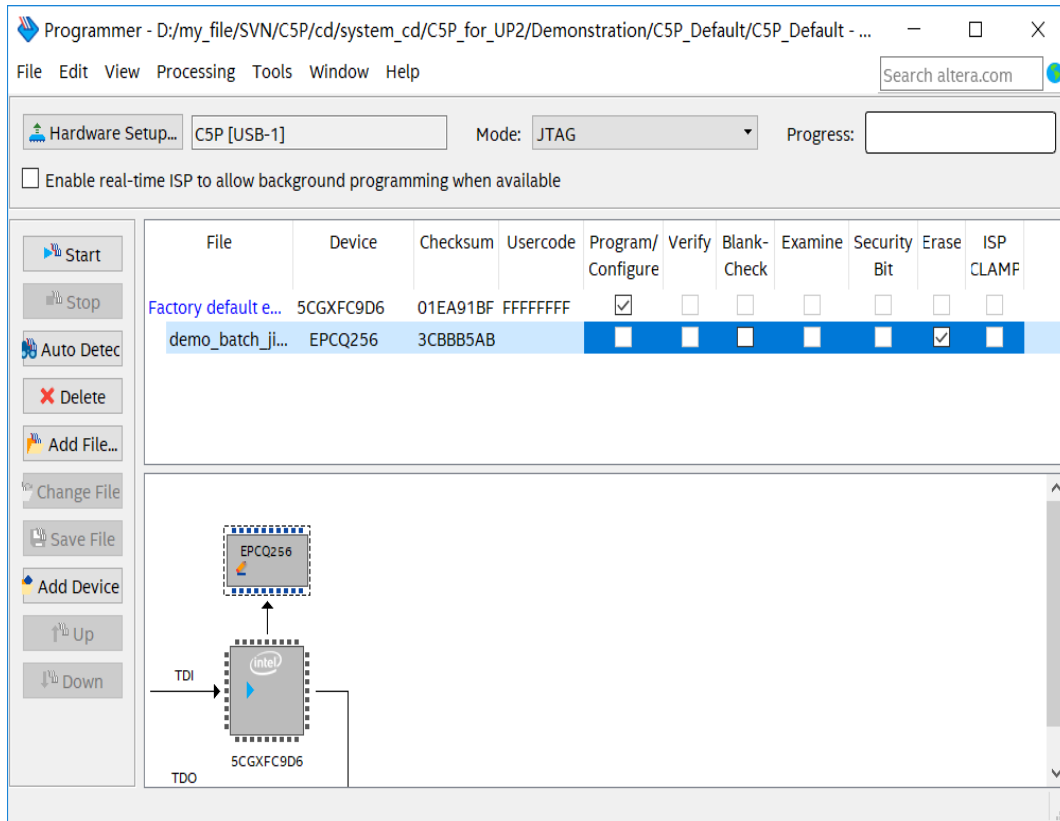 Programmer - D:/my_file/SVN/C5P/cd/system_cd/C5P_for_UP2/Demonstration/C5P_Default/C5P_Default - ...
File Edit View Processing Tools Window Help
Search altera.com
Hardware Setup... C5P [USB-1] Mode: JTAG Progress:
Enable real-time ISP to allow background programming when available
Start
Stop
Auto Detec
Delete
Add File...
Change File
Save File
Add Device
Up
Down
File Device Checksum Usercode Program/ Verify Blank- Examine Security Erase ISP
Configure Check Bit CLAMP
Factory default e... 5CGXFC9D6 01EA91BF FFFFFFFF
demo_batch_ji... EPCQ256 3CBBB5AB
EPCQ256
intel
TDI
5CGXFC9D6
TDO